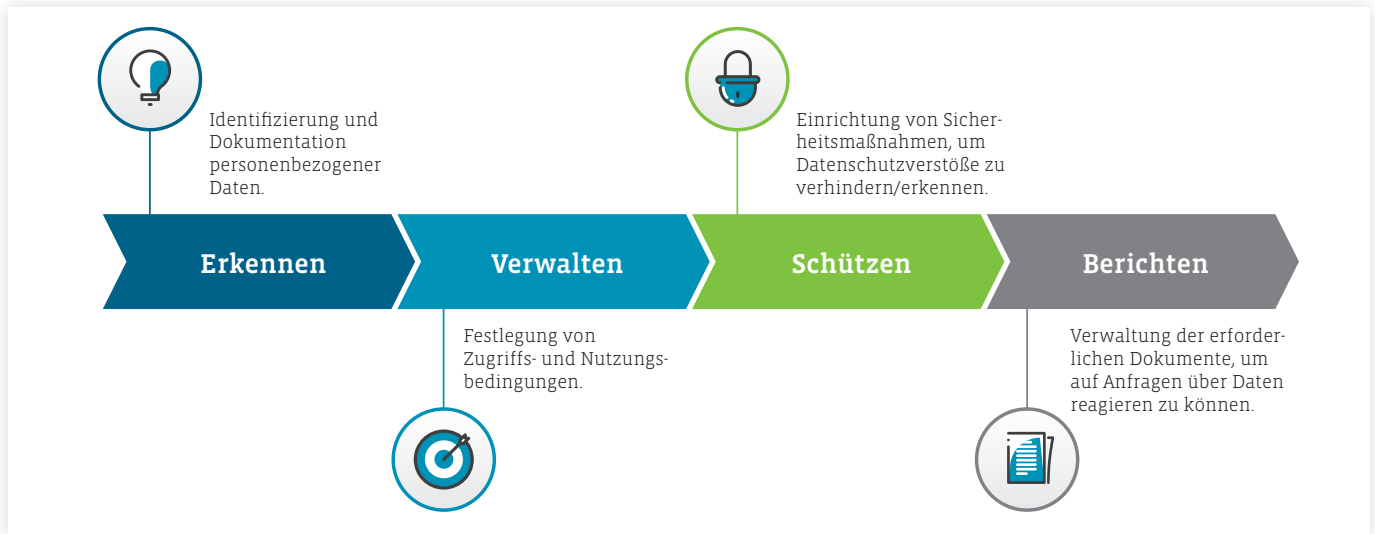 Identifizierung und
Dokumentation
personenbezogener
Daten.
Einrichtung von Sicher-
heitsmaßnahmen, um
Datenschutzverstöße zu
verhindern/erkennen.
Erkennen
Verwalten
Schützen
Berichten
Festlegung von
Zugriffs- und Nutzungs-
bedingungen.
Verwaltung der erforder-
lichen Dokumente, um
auf Anfragen über Daten
reagieren zu können.